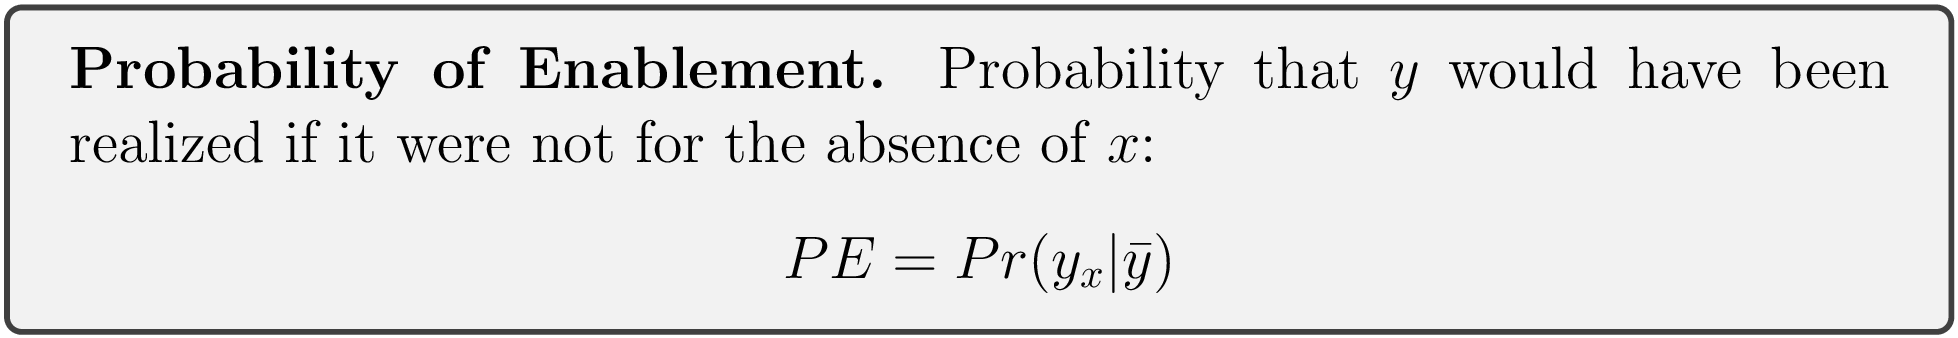 Probability of Enablement. Probability that y would have been
realized if it were not for the absence of x:
PE = Pr(yₓ|ȳ)